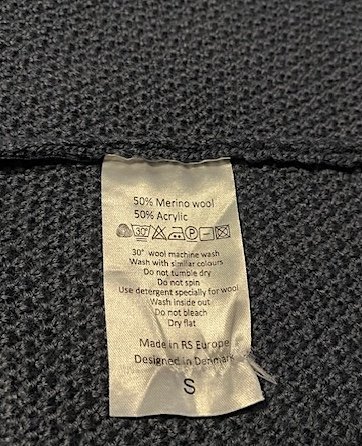 50% Merino wool
50% Acrylic
30°
P
30° wool machine wash
Wash with similar colours
Do not tumble dry
Do not spin
Use detergent specially for wool
Wash inside out
Do not bleach
Dry flat
Made in RS Europe
Designed in Denmark
S